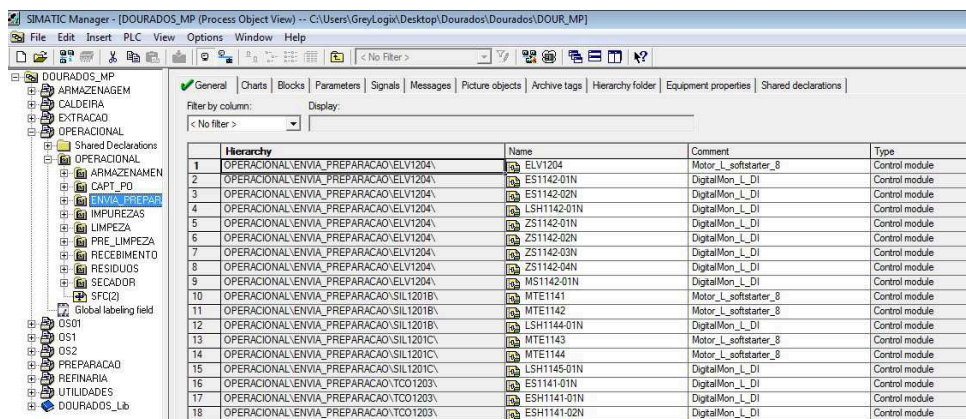 SIMATIC Manager - [DOURADOS_MP (Process Object View) -- C:\Users\GreyLogix\Desktop\Dourados\Dourados\DOUR_MP]
File Edit Insert PLC View Options Window Help
< No Filter >
DOURADOS_MP
ARMAZENAGEM
CALDEIRA
EXTRACAO
OPERACIONAL
Shared Declarations
OPERACIONAL
ARMAZENAMEN
CAPT_PO
ENVIA_PREPAR
IMPUREZAS
LIMPEZA
PRE_LIMPEZA
RECEBIMENTO
RESIDUOS
SECADOR
SFC(2)
Global labeling field
OS01
OS1
OS2
PREPARACAO
REFINARIA
UTILIDADES
DOURADOS_Lib
General Charts Blocks Parameters Signals Messages Picture objects Archive tags Hierarchy folder Equipment properties Shared declarations
Filter by column: Display:
< No filter >
Hierarchy Name Comment Type
1 OPERACIONAL\ENVIA_PREPARACAO\ELV1204\ ELV1204 Motor_L_softstarter_8 Control module
2 OPERACIONAL\ENVIA_PREPARACAO\ELV1204\ ES1142-01N DigitalMon_L_DI Control module
3 OPERACIONAL\ENVIA_PREPARACAO\ELV1204\ ES1142-02N DigitalMon_L_DI Control module
4 OPERACIONAL\ENVIA_PREPARACAO\ELV1204\ LSH1142-01N DigitalMon_L_DI Control module
5 OPERACIONAL\ENVIA_PREPARACAO\ELV1204\ ZS1142-01N DigitalMon_L_DI Control module
6 OPERACIONAL\ENVIA_PREPARACAO\ELV1204\ ZS1142-02N DigitalMon_L_DI Control module
7 OPERACIONAL\ENVIA_PREPARACAO\ELV1204\ ZS1142-03N DigitalMon_L_DI Control module
8 OPERACIONAL\ENVIA_PREPARACAO\ELV1204\ ZS1142-04N DigitalMon_L_DI Control module
9 OPERACIONAL\ENVIA_PREPARACAO\ELV1204\ MS1142-01N DigitalMon_L_DI Control module
10 OPERACIONAL\ENVIA_PREPARACAO\SIL1201B\ MTE1141 Motor_L_softstarter_8 Control module
11 OPERACIONAL\ENVIA_PREPARACAO\SIL1201B\ MTE1142 Motor_L_softstarter_8 Control module
12 OPERACIONAL\ENVIA_PREPARACAO\SIL1201B\ LSH1144-01N DigitalMon_L_DI Control module
13 OPERACIONAL\ENVIA_PREPARACAO\SIL1201C\ MTE1143 Motor_L_softstarter_8 Control module
14 OPERACIONAL\ENVIA_PREPARACAO\SIL1201C\ MTE1144 Motor_L_softstarter_8 Control module
15 OPERACIONAL\ENVIA_PREPARACAO\SIL1201C\ LSH1145-01N DigitalMon_L_DI Control module
16 OPERACIONAL\ENVIA_PREPARACAO\TCO1203\ ES1141-01N DigitalMon_L_DI Control module
17 OPERACIONAL\ENVIA_PREPARACAO\TCO1203\ ESH1141-01N DigitalMon_L_DI Control module
18 OPERACIONAL\ENVIA_PREPARACAO\TCO1203\ ESH1141-02N DigitalMon_L_DI Control module